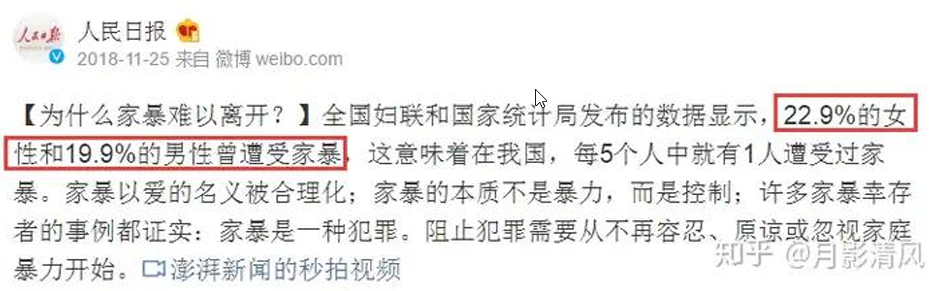 人民日报
人民日报
2018-11-25 来自 微博 weibo.com
【为什么家暴难以离开？】全国妇联和国家统计局发布的数据显示，22.9%的女
性和19.9%的男性曾遭受家暴，这意味着在我国，每5个人中就有1人遭受过家
暴。家暴以爱的名义被合理化；家暴的本质不是暴力，而是控制；许多家暴幸存
者的事例都证实：家暴是一种犯罪。阻止犯罪需要从不再容忍、原谅或忽视家庭
暴力开始。澎湃新闻的秒拍视频
知乎 @月影清风